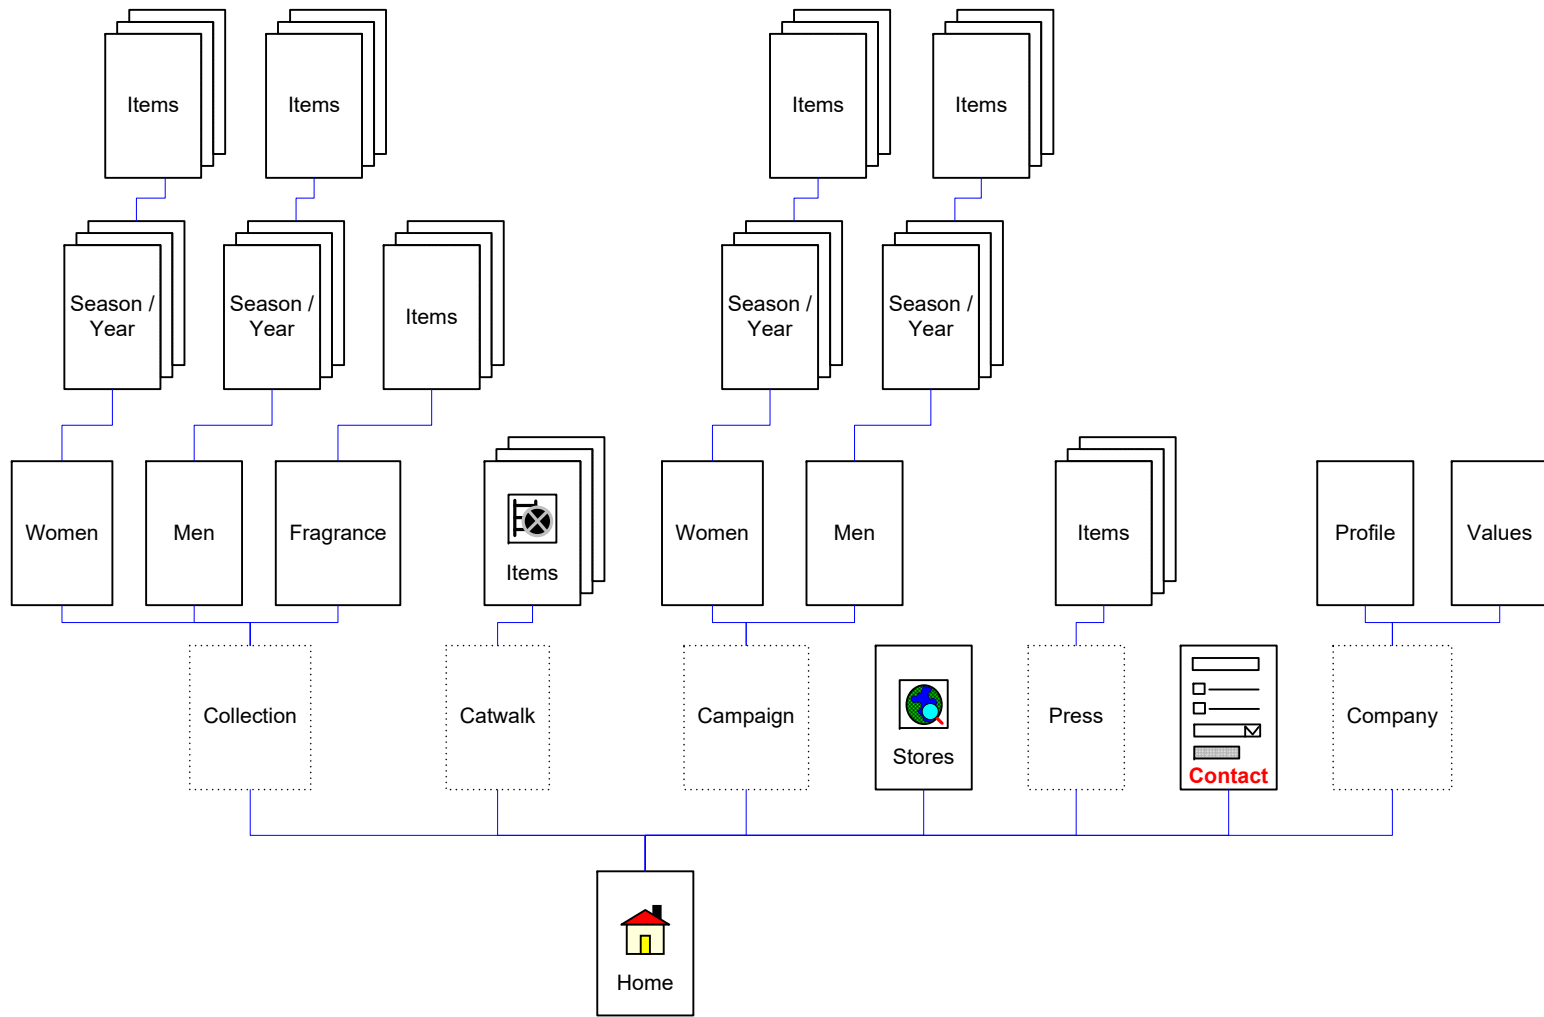 Items
Items
Items
Items
Season /
Year
Season /
Year
Items
Season /
Year
Season /
Year
Women
Men
Fragrance
Items
Women
Men
Items
Profile
Values
Collection
Catwalk
Campaign
Stores
Press
Contact
Company
Home